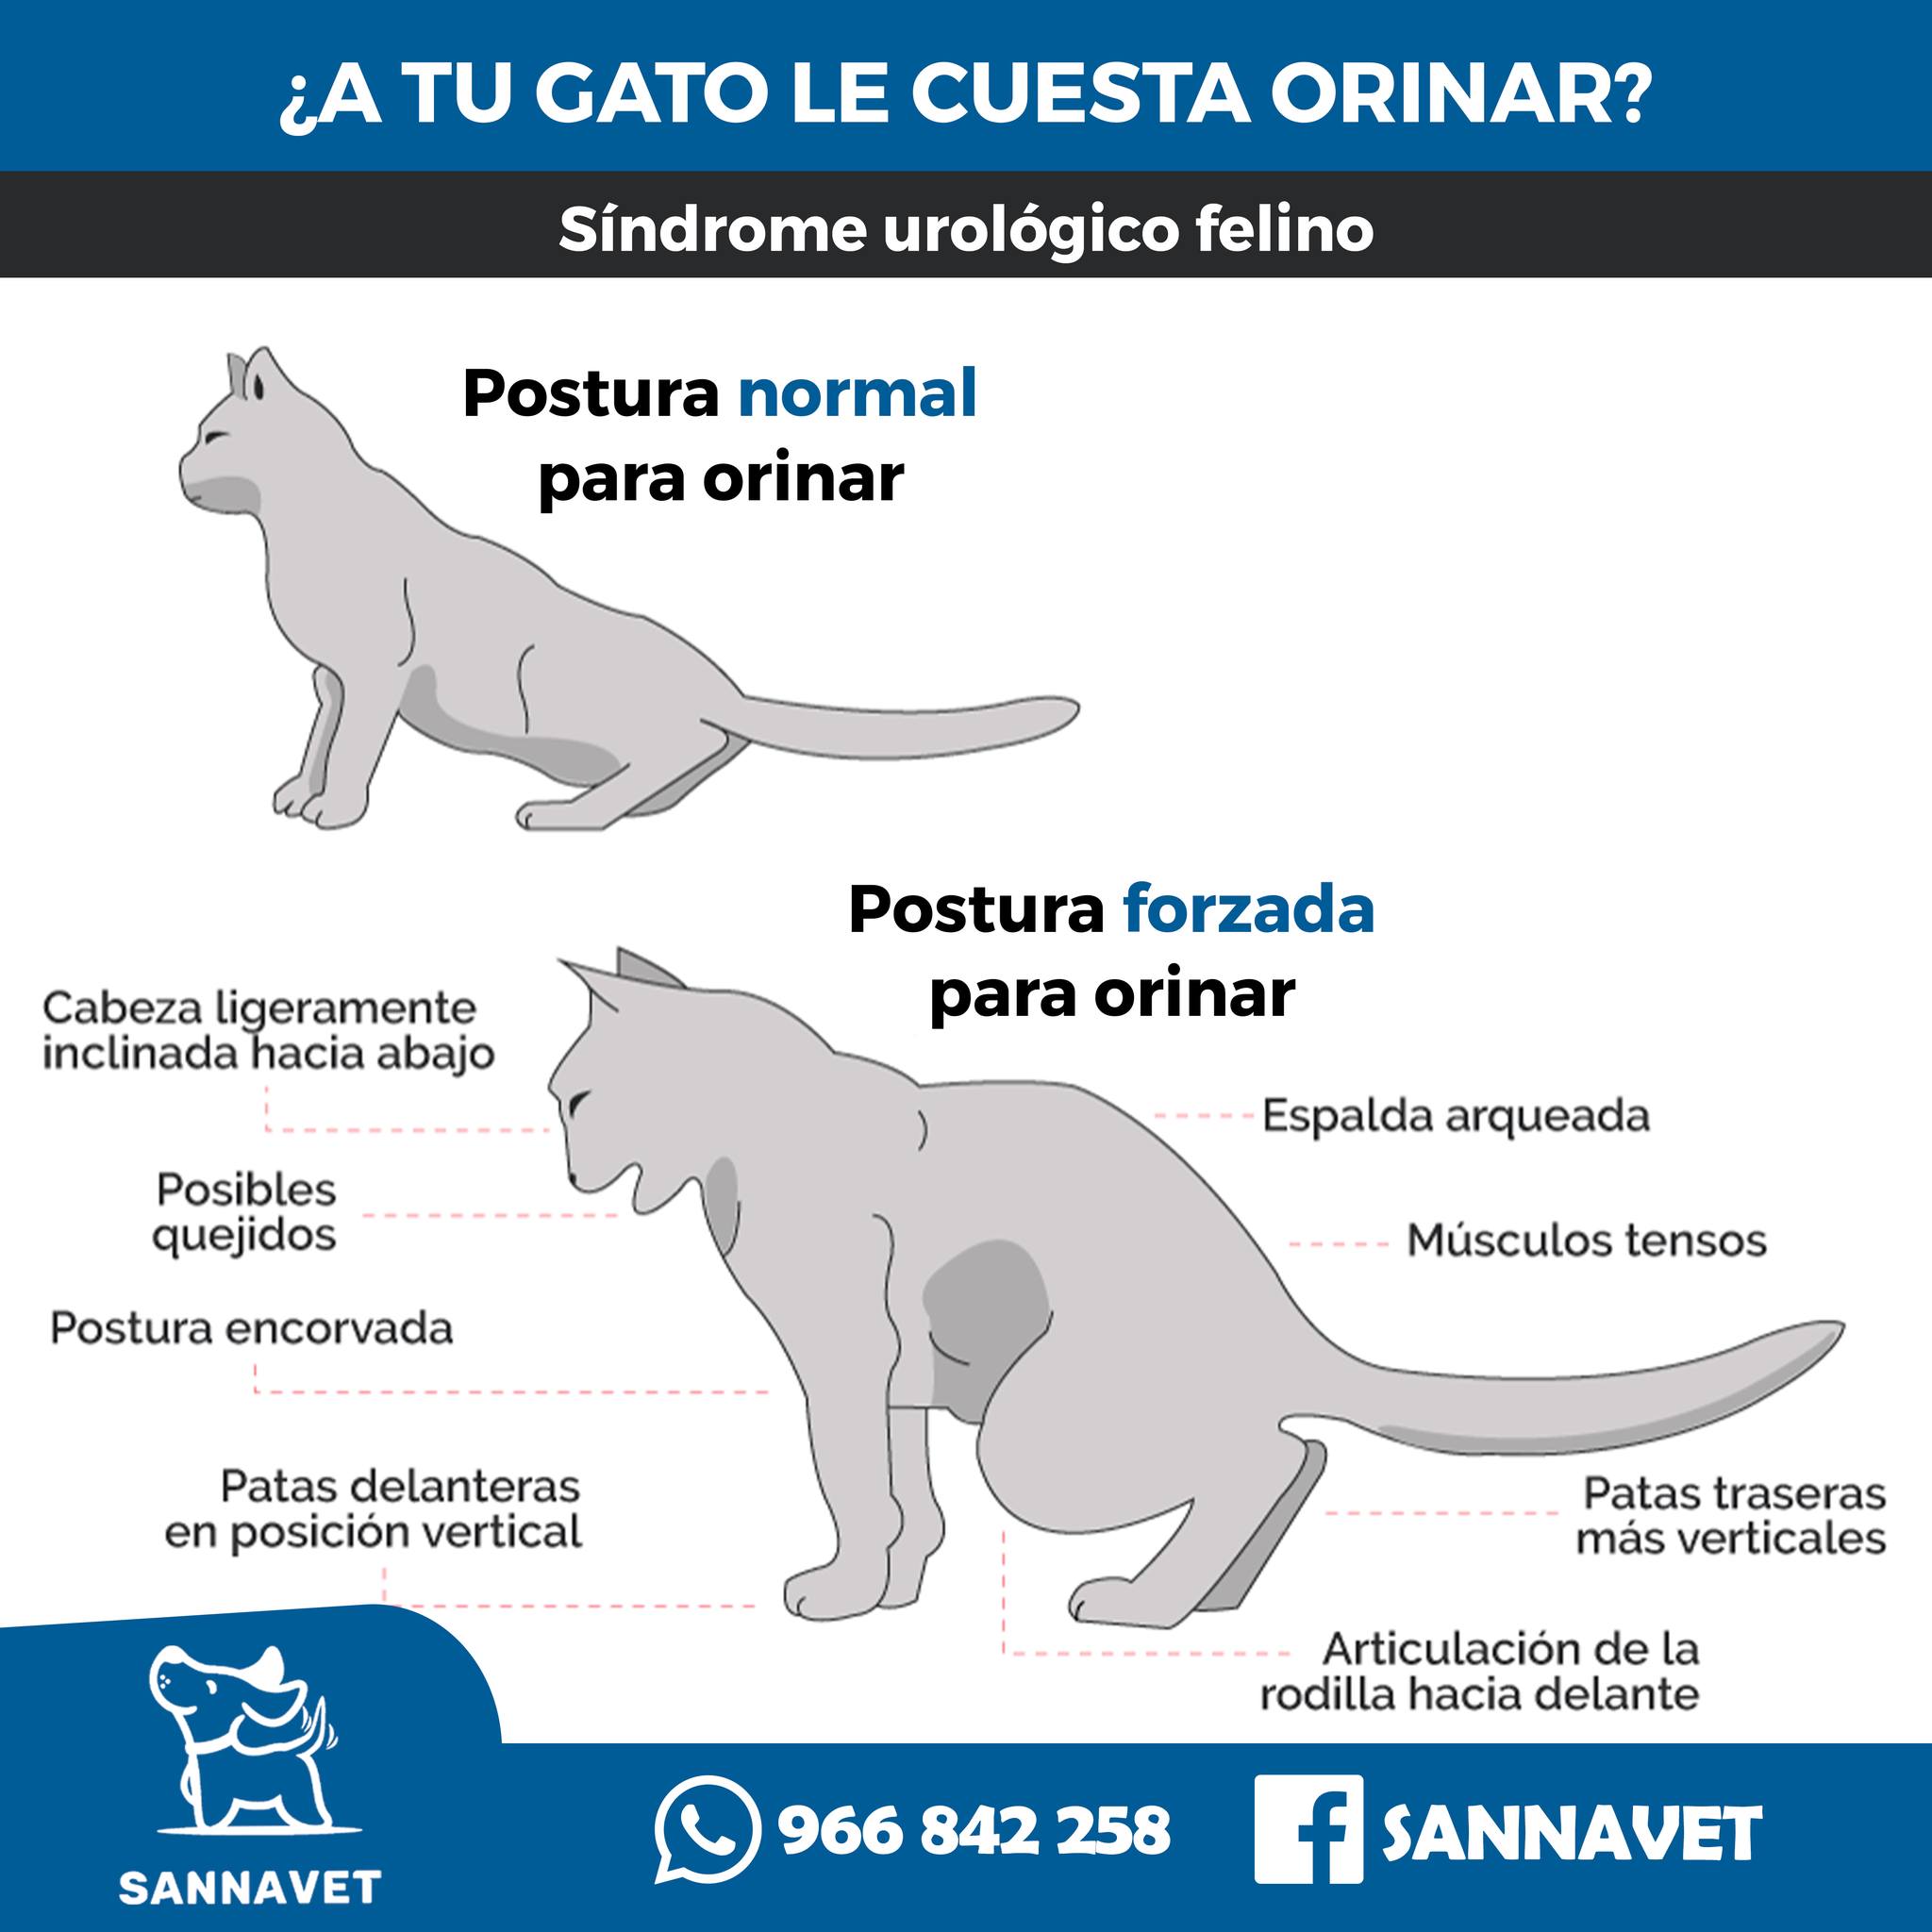 ¿A TU GATO LE CUESTA ORINAR?
Síndrome urológico felino
Postura normal
para orinar
Postura forzada
para orinar
Cabeza ligeramente
inclinada hacia abajo
Posibles
quejidos
Postura encorvada
Patas delanteras
en posición vertical
Espalda arqueada
Músculos tensos
Patas traseras
más verticales
Articulación de la
rodilla hacia delante
SANNAVET
966 842 258
SANNAVET